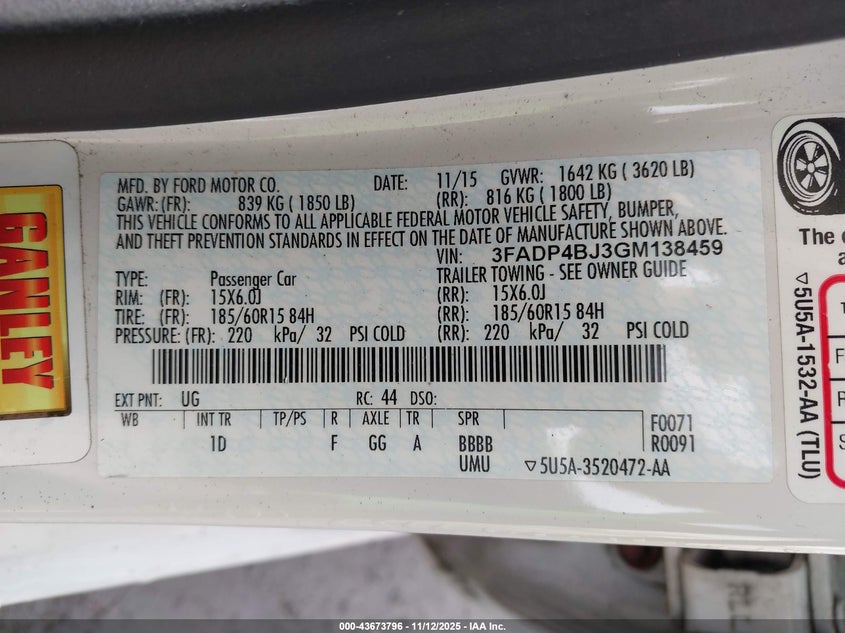 MFD. BY FORD MOTOR CO. DATE: 11/15 GVWR: 1642 KG ( 3620 LB)
GAWR: (FR): 839 KG ( 1850 LB) (RR): 816 KG ( 1800 LB)
THIS VEHICLE CONFORMS TO ALL APPLICABLE FEDERAL MOTOR VEHICLE SAFETY, BUMPER,
AND THEFT PREVENTION STANDARDS IN EFFECT ON THE DATE OF MANUFACTURE SHOWN ABOVE.
VIN: 3FADP4BJ3GM138459
TYPE: Passenger Car TRAILER TOWING - SEE OWNER GUIDE
RIM: (FR): 15X6.0J (RR): 15X6.0J
TIRE: (FR): 185/60R15 84H (RR): 185/60R15 84H
PRESSURE: (FR): 220 kPa/ 32 PSI COLD (RR): 220 kPa/ 32 PSI COLD
EXT PNT: UG RC: 44 DSO:
WB INT TR TP/PS R AXLE TR SPR F0071
1D F GG A BBBB R0091
UMU ▽5U5A-3520472-AA
GANLEY
The
▽5U5A-1532-AA (TLU)
000-43673796 - 11/12/2025 - IAA Inc.